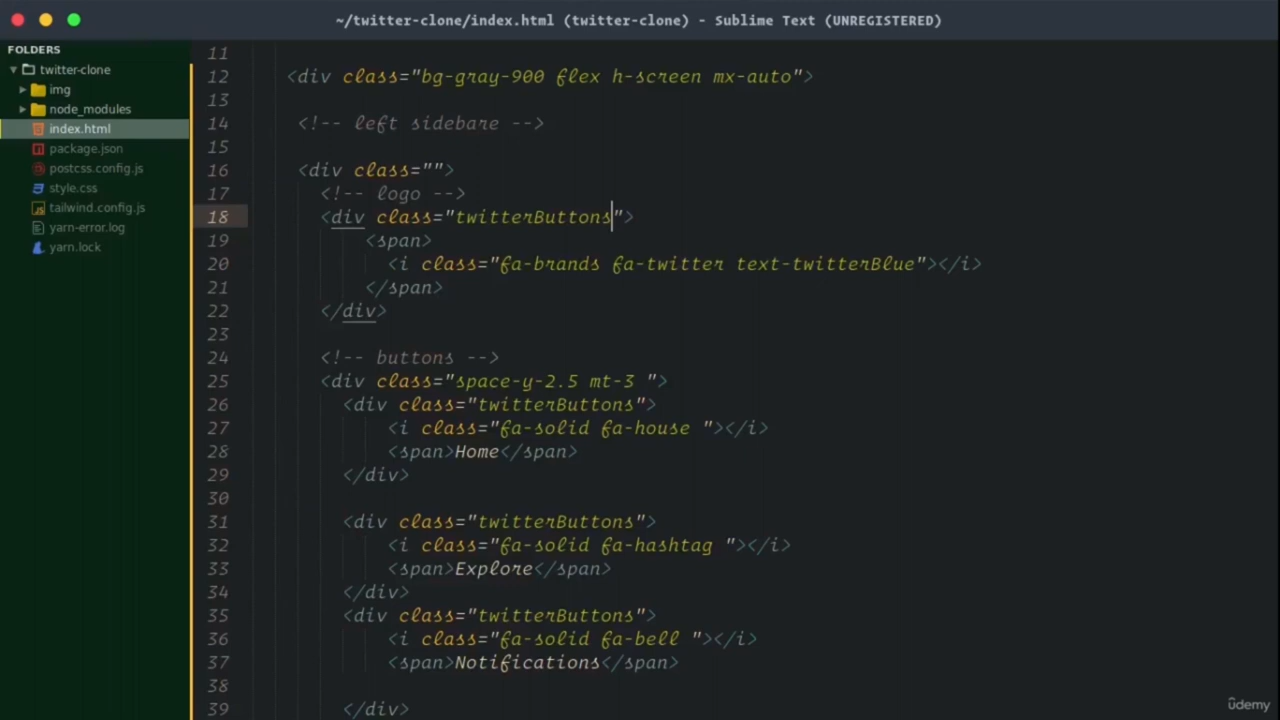 ~/twitter-clone/index.html (twitter-clone) - Sublime Text (UNREGISTERED)
FOLDERS
twitter-clone
img
node_modules
index.html
package.json
postcss.config.js
style.css
tailwind.config.js
yarn-error.log
yarn.lock
11
12 <div class="bg-gray-900 flex h-screen mx-auto">
13
14 <!-- left sidebare -->
15
16 <div class="">
17 <!-- logo -->
18 <div class="twitterButtons">
19 <span>
20 <i class="fa-brands fa-twitter text-twitterBlue"></i>
21 </span>
22 </div>
23
24 <!-- buttons -->
25 <div class="space-y-2.5 mt-3 ">
26 <div class="twitterButtons">
27 <i class="fa-solid fa-house "></i>
28 <span>Home</span>
29 </div>
30
31 <div class="twitterButtons">
32 <i class="fa-solid fa-hashtag "></i>
33 <span>Explore</span>
34 </div>
35 <div class="twitterButtons">
36 <i class="fa-solid fa-bell "></i>
37 <span>Notifications</span>
38
39 </div>
ûdemy